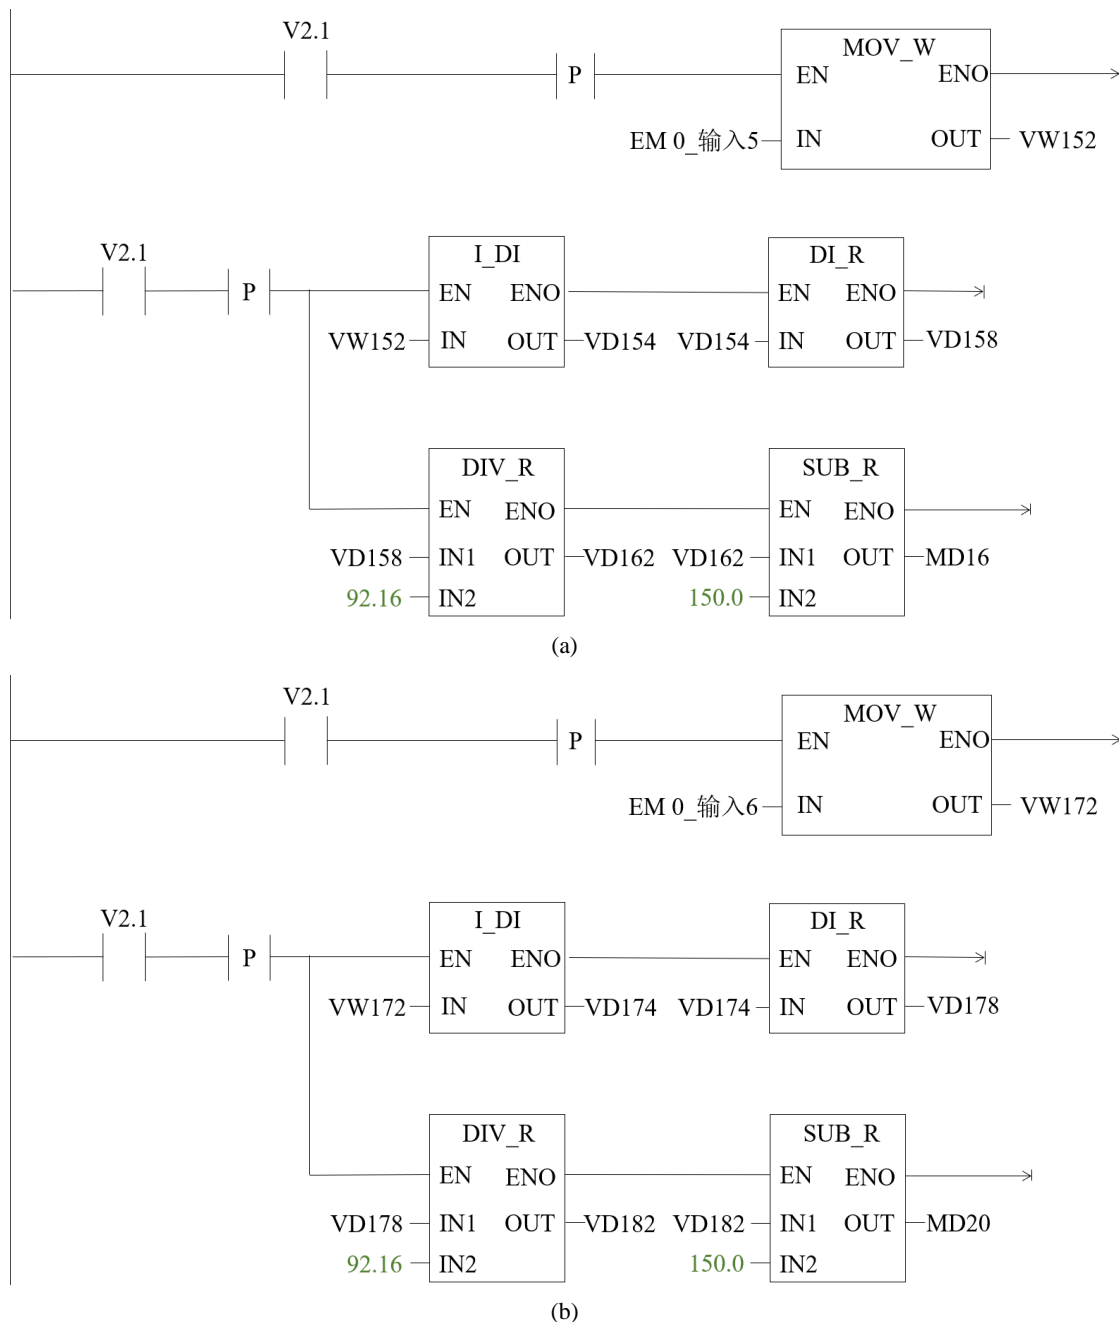 V2.1
MOV_W
P
EN ENO
EM 0_输入5 IN OUT VW152
V2.1
I_DI DI_R
P EN ENO EN ENO
VW152 IN OUT VD154 VD154 IN OUT VD158
DIV_R SUB_R
EN ENO EN ENO
VD158 IN1 OUT VD162 VD162 IN1 OUT MD16
92.16 IN2 150.0 IN2
(a)
V2.1
MOV_W
P EN ENO
EM 0_输入6 IN OUT VW172
V2.1
I_DI DI_R
P EN ENO EN ENO
VW172 IN OUT VD174 VD174 IN OUT VD178
DIV_R SUB_R
EN ENO EN ENO
VD178 IN1 OUT VD182 VD182 IN1 OUT MD20
92.16 IN2 150.0 IN2
(b)